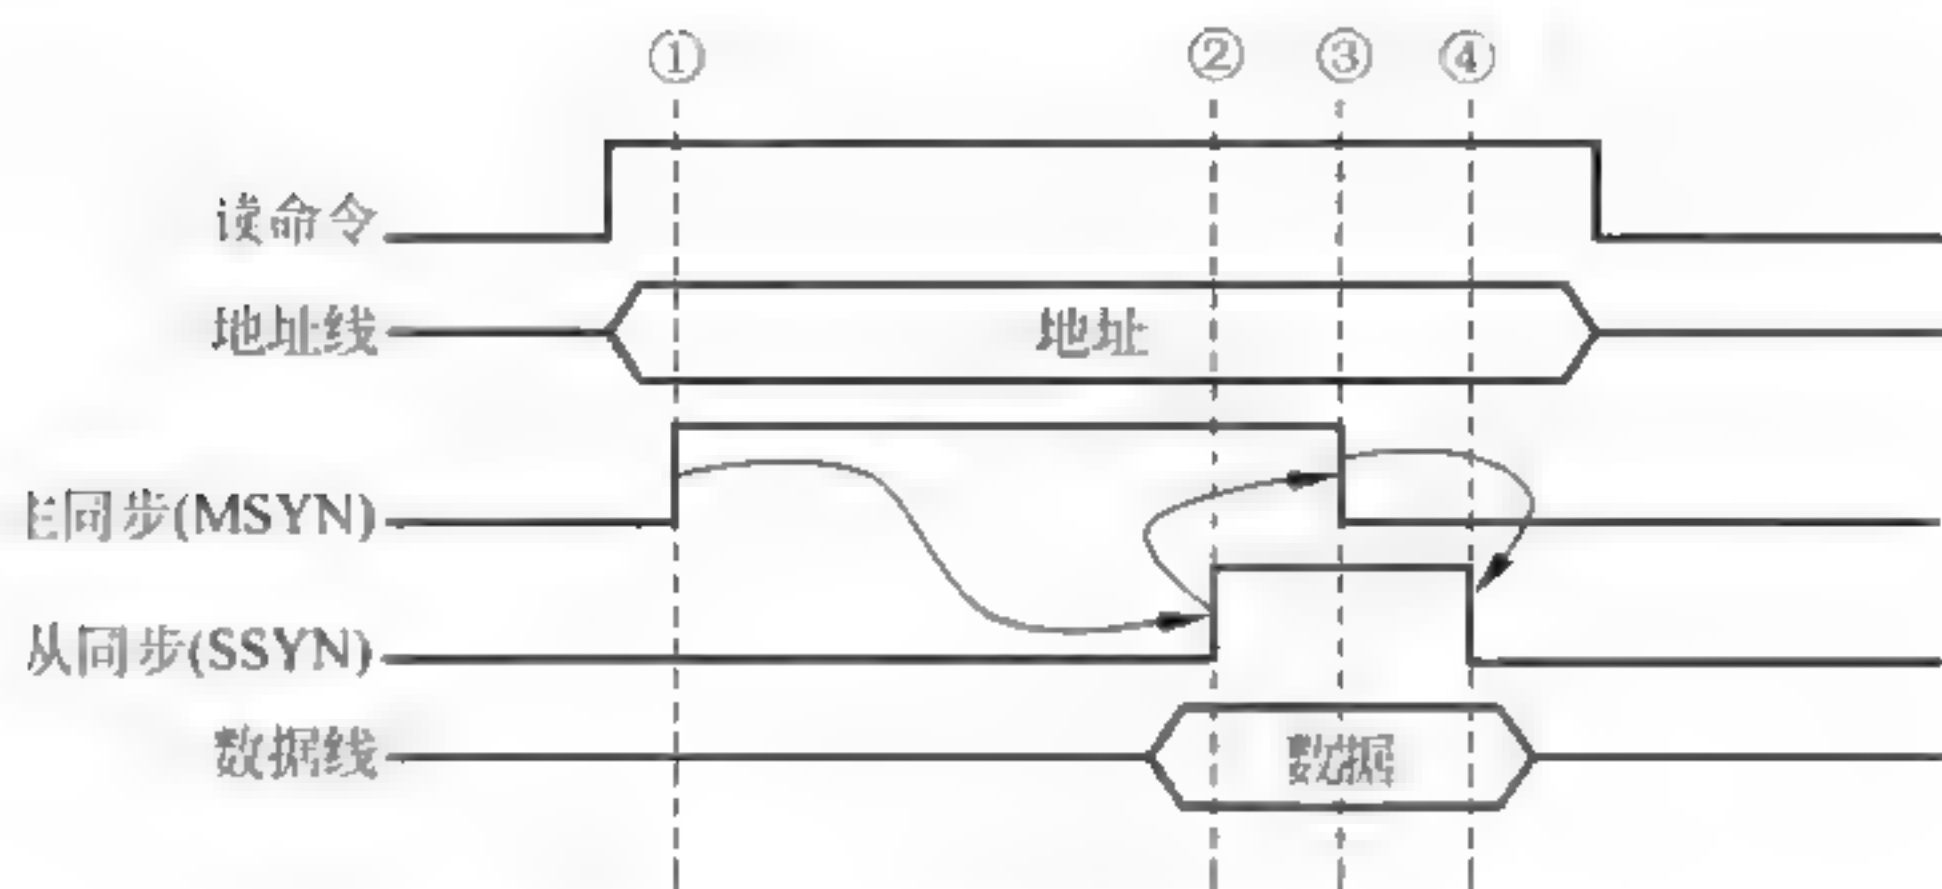 ① ② ③ ④
读命令
地址线
地址
主同步(MSYN)
从同步(SSYN)
数据线
数据